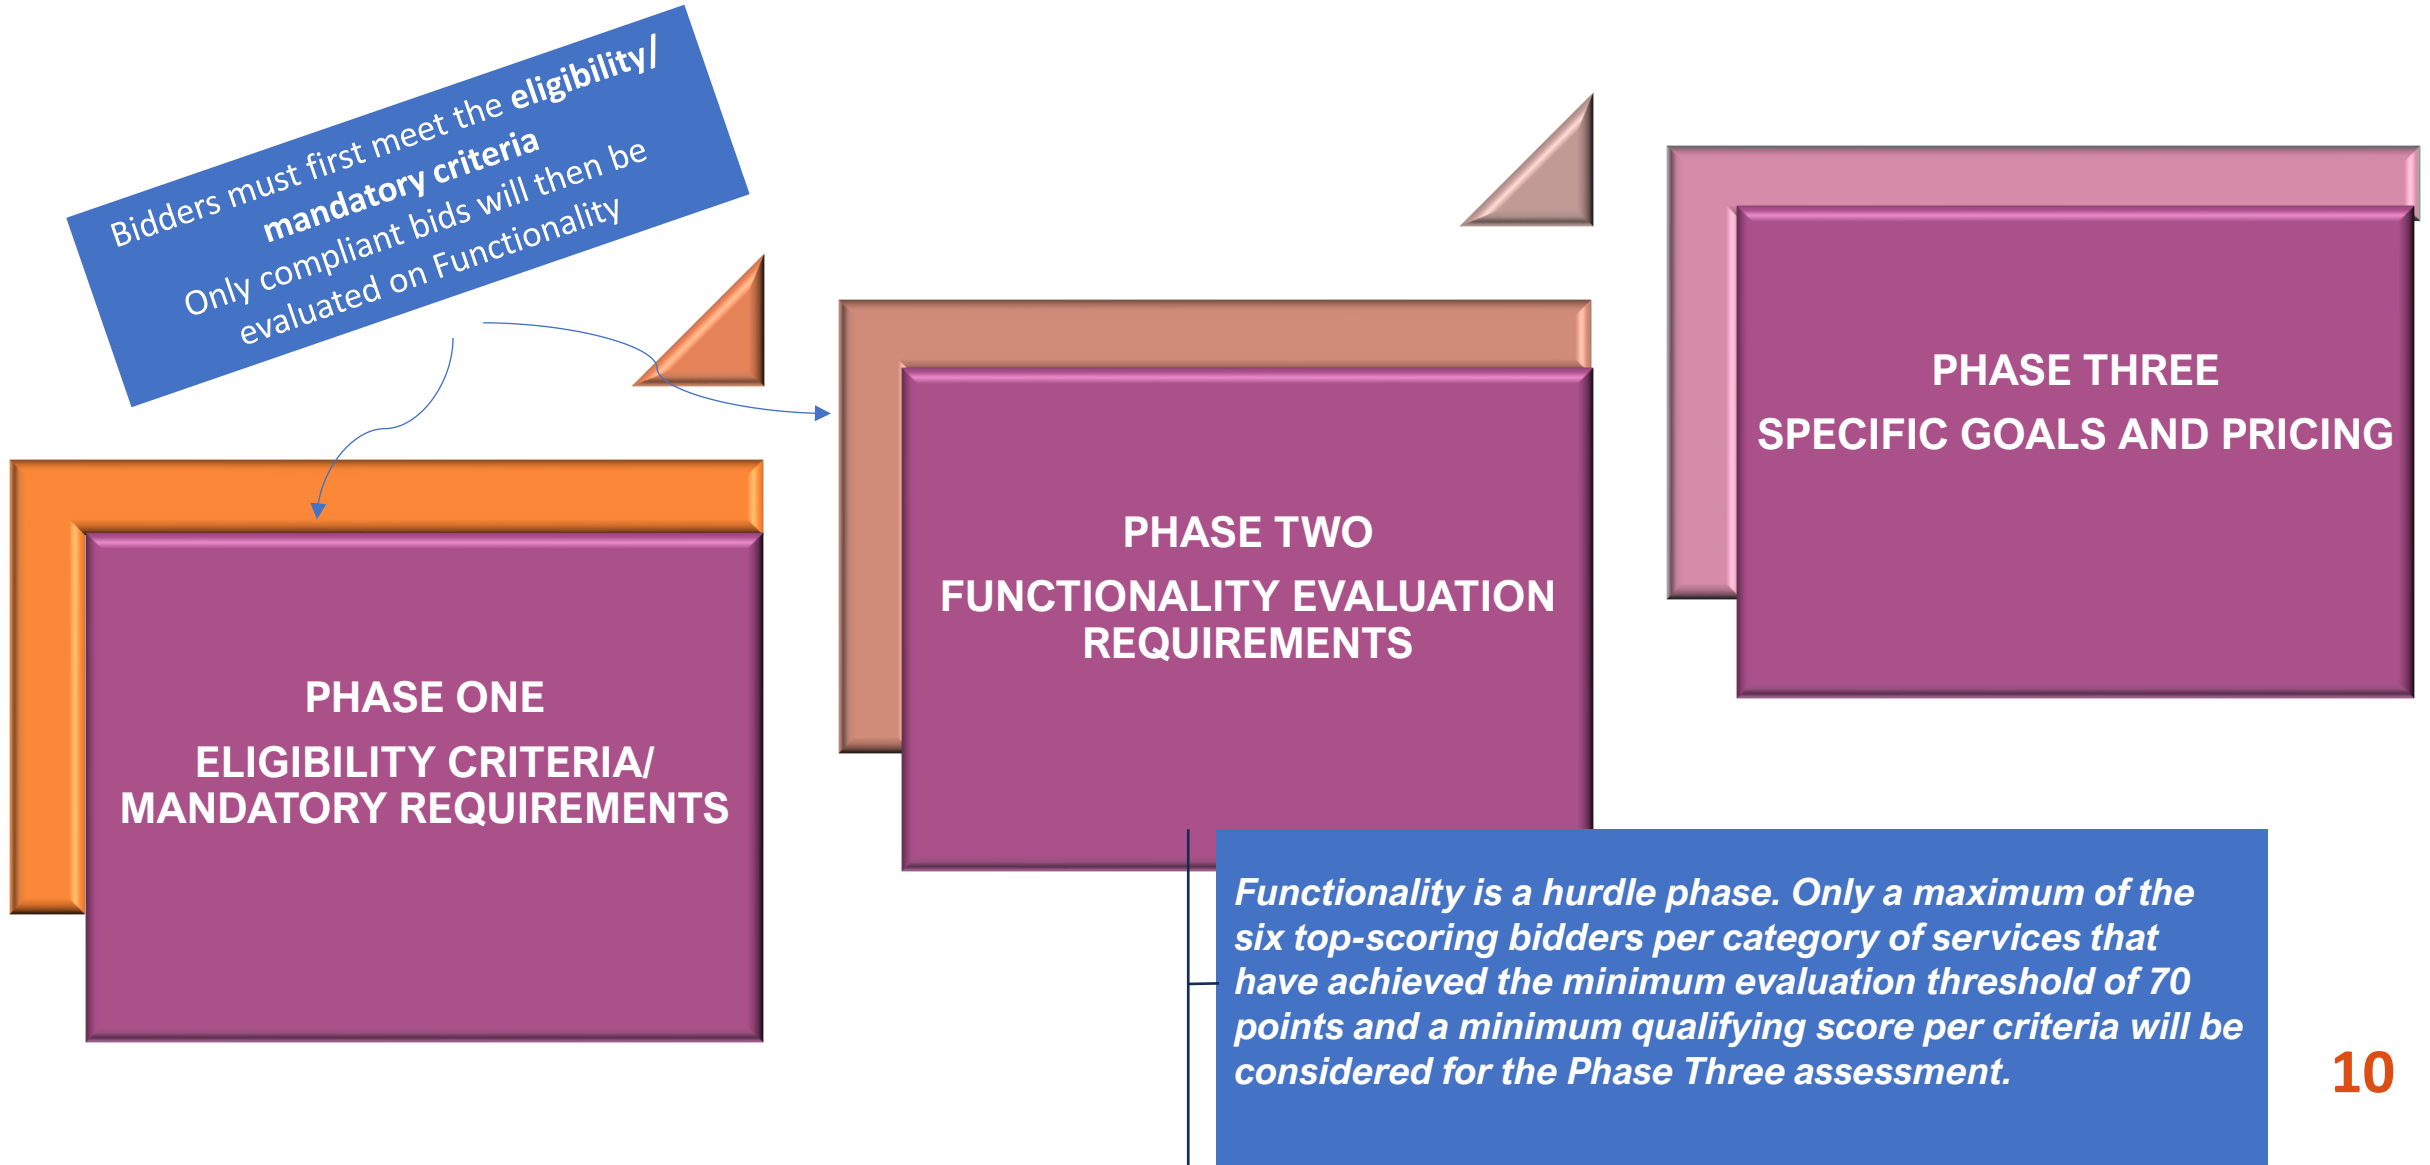 Bidders must first meet the eligibility/
mandatory criteria
Only compliant bids will then be
evaluated on Functionality
PHASE ONE
ELIGIBILITY CRITERIA/
MANDATORY REQUIREMENTS
PHASE TWO
FUNCTIONALITY EVALUATION
REQUIREMENTS
PHASE THREE
SPECIFIC GOALS AND PRICING
Functionality is a hurdle phase. Only a maximum of the
six top-scoring bidders per category of services that
have achieved the minimum evaluation threshold of 70
points and a minimum qualifying score per criteria will be
considered for the Phase Three assessment.
10